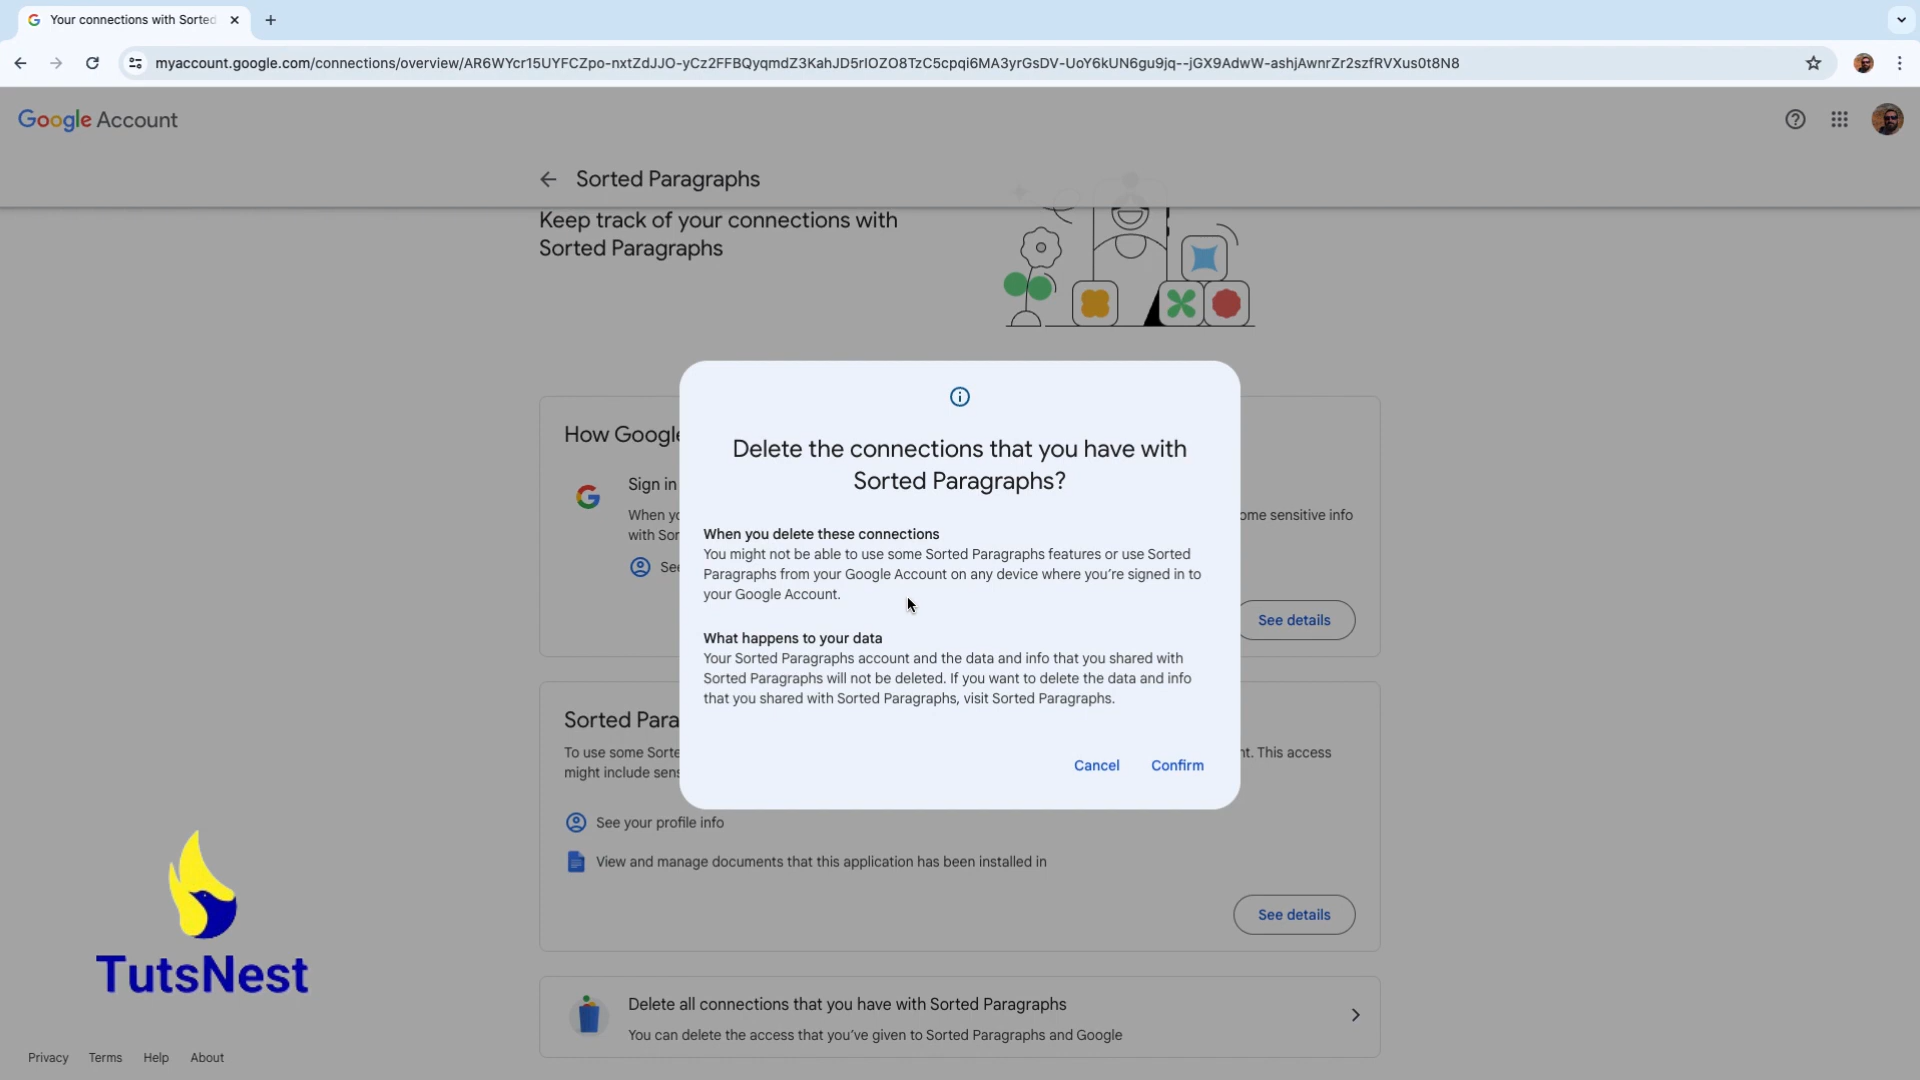 Your connections with Sorted
myaccount.google.com/connections/overview/AR6WYcr15UYFCZpo-nxtZdJJO-yCz2FFBQyqmdZ3KahJD5rIOZO8TzC5cpqi6MA3yrGsDV-UoY6kUN6gu9jq--jGX9AdwW-ashjAwnrZr2szfRVXus0t8N8
Google Account
Sorted Paragraphs
Keep track of your connections with
Sorted Paragraphs
How Google
Sign in
When yo
ome sensitive info
with Sor
See
See details
Delete the connections that you have with
Sorted Paragraphs?
When you delete these connections
You might not be able to use some Sorted Paragraphs features or use Sorted
Paragraphs from your Google Account on any device where you're signed in to
your Google Account.
What happens to your data
Your Sorted Paragraphs account and the data and info that you shared with
Sorted Paragraphs will not be deleted. If you want to delete the data and info
that you shared with Sorted Paragraphs, visit Sorted Paragraphs.
Cancel
Confirm
Sorted Para
To use some Sorte
nt. This access
might include sens
See your profile info
View and manage documents that this application has been installed in
See details
Delete all connections that you have with Sorted Paragraphs
You can delete the access that you've given to Sorted Paragraphs and Google
TutsNest
Privacy Terms Help About